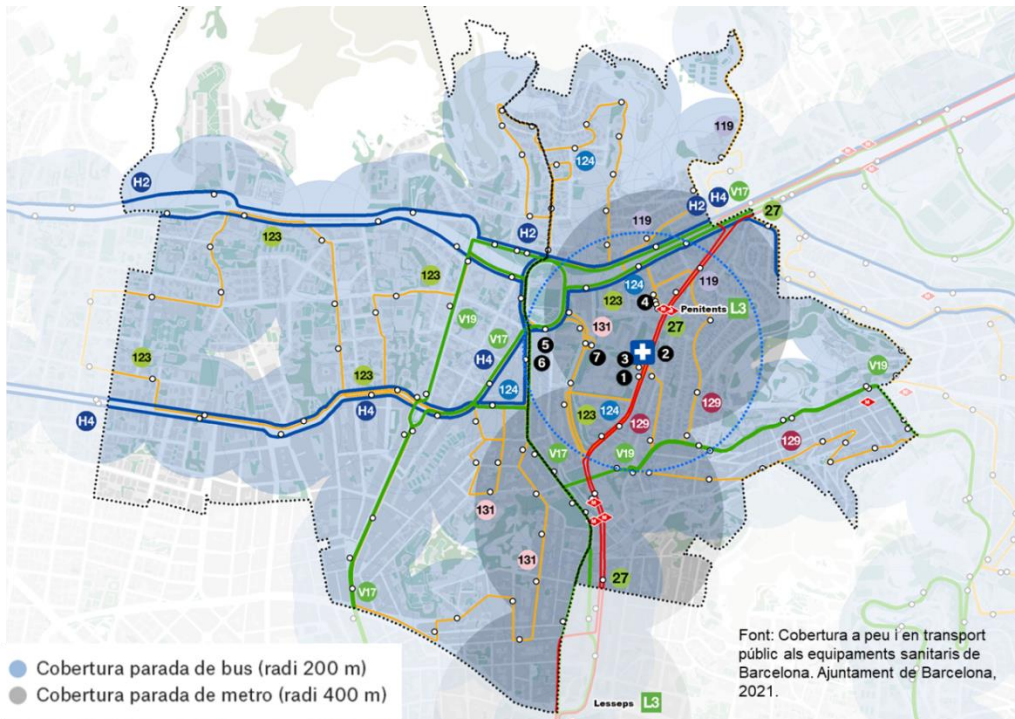 119
124
H2
H4
V17
H2
27
H2
119
123
123
124
123
4
119
Penitents L3
V19
V17
131
27
5
6
H4
7
3
2
1
123
123
124
V19
H4
H4
123
124
129
V17
V19
129
131
131
V17
27
Lesseps L3
Cobertura parada de bus (radi 200 m)
Cobertura parada de metro (radi 400 m)
Font: Cobertura a peu i en transport
públic als equipaments sanitaris de
Barcelona. Ajuntament de Barcelona,
2021.